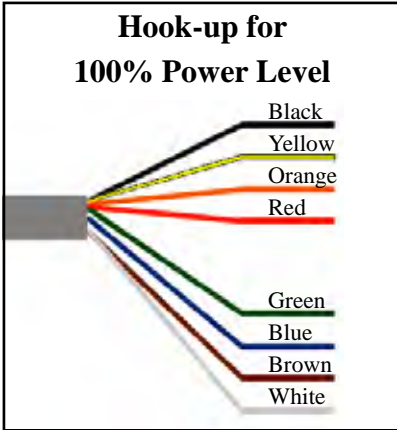 Hook-up for
100% Power Level
Black
Yellow
Orange
Red
Green
Blue
Brown
White